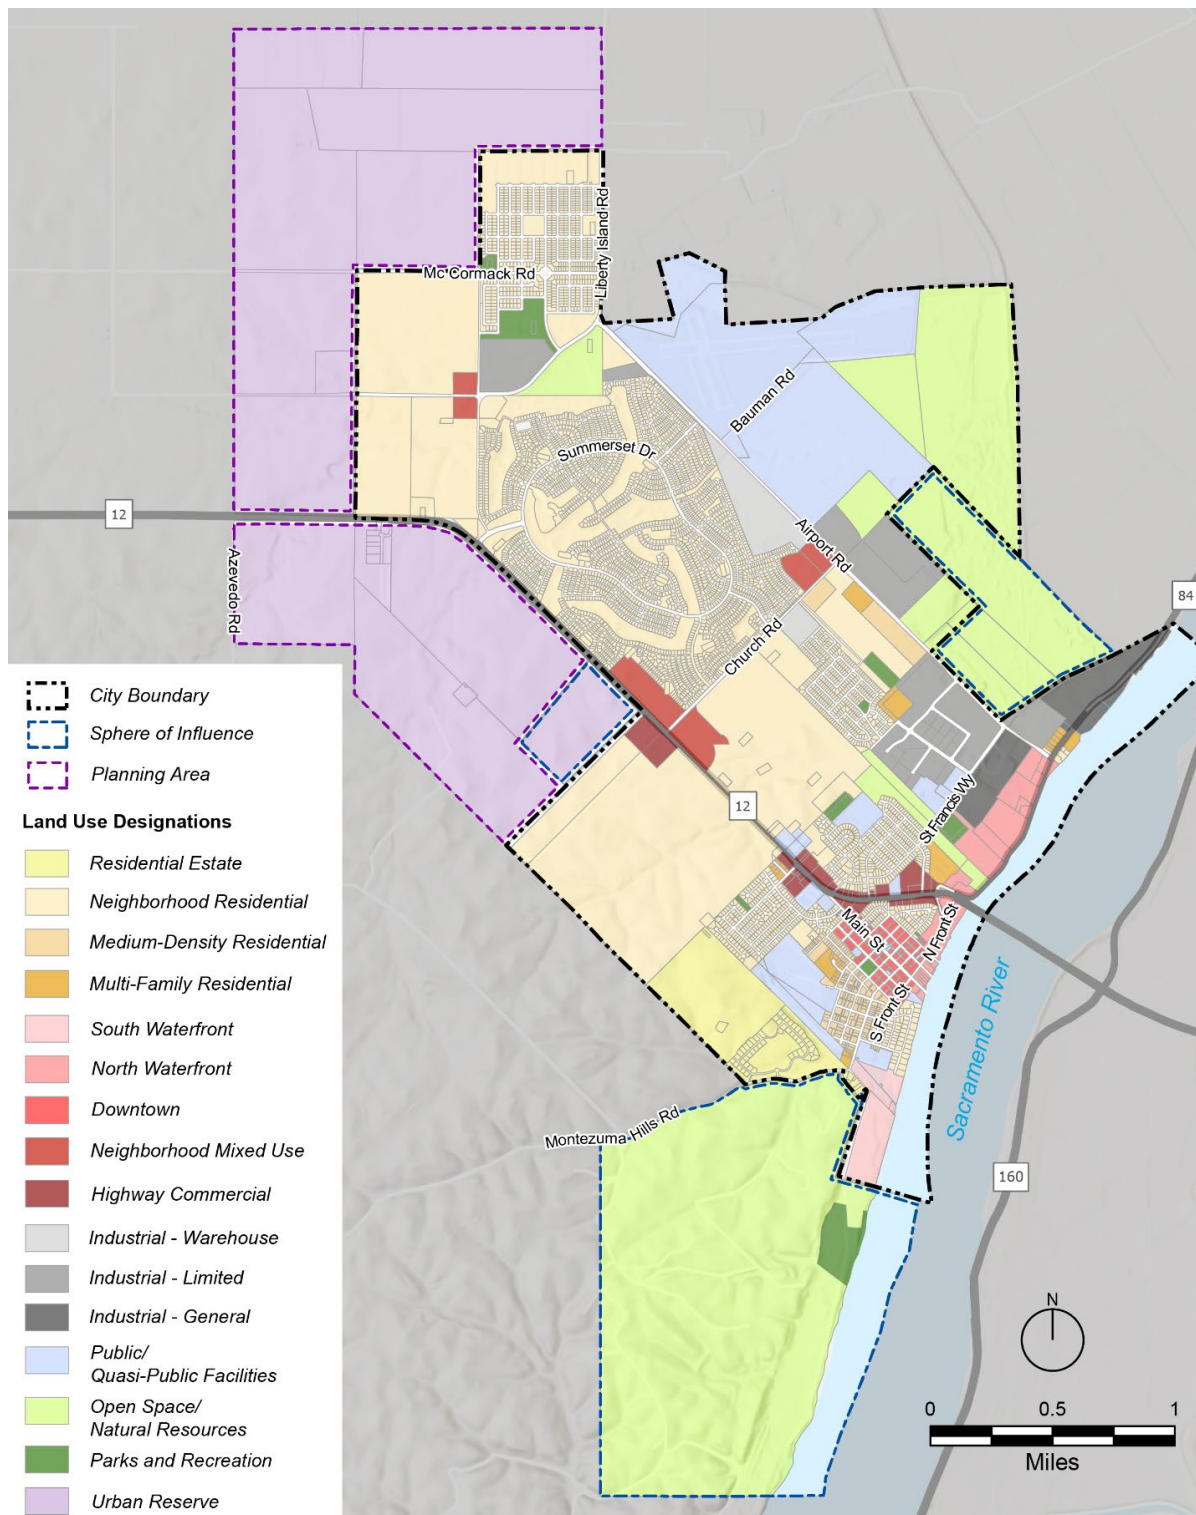 Liberty Island Rd
Mc Cormack Rd
Bauman Rd
Summerset Dr
12
Airport Rd
Azevedo Rd
84
Church Rd
12
St Francis Wy
Main St
N Front St
S Front St
Sacramento River
Montezuma Hills Rd
160
City Boundary
Sphere of Influence
Planning Area
Land Use Designations
Residential Estate
Neighborhood Residential
Medium-Density Residential
Multi-Family Residential
South Waterfront
North Waterfront
Downtown
Neighborhood Mixed Use
Highway Commercial
Industrial - Warehouse
Industrial - Limited
Industrial - General
Public/
Quasi-Public Facilities
Open Space/
Natural Resources
Parks and Recreation
Urban Reserve
N
0 0.5 1
Miles